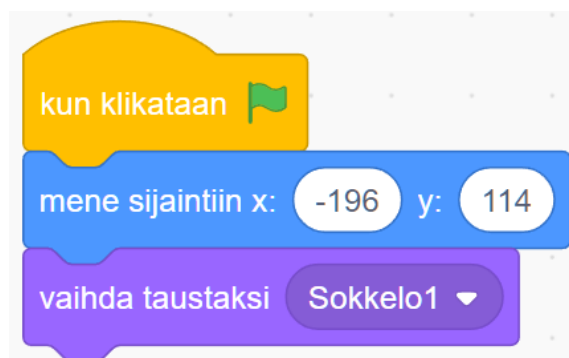 kun klikataan
mene sijaintiin x: -196 y: 114
vaihda taustaksi Sokkelo1